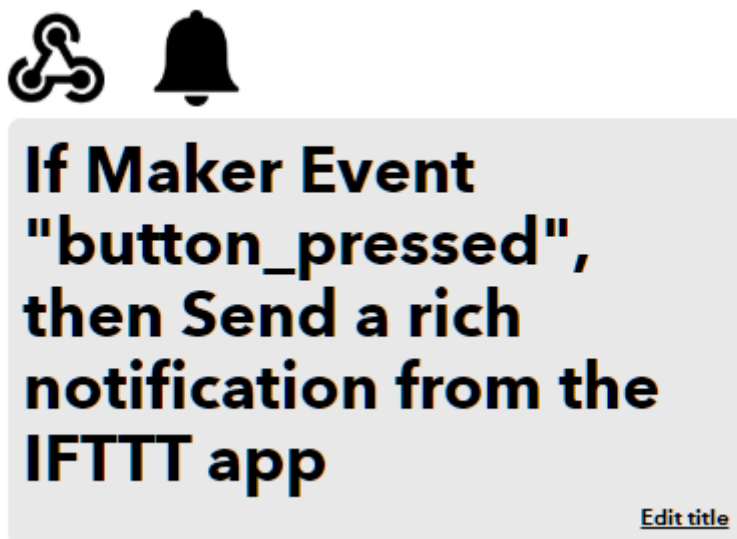 If Maker Event
"button_pressed",
then Send a rich
notification from the
IFTTT app
Edit title